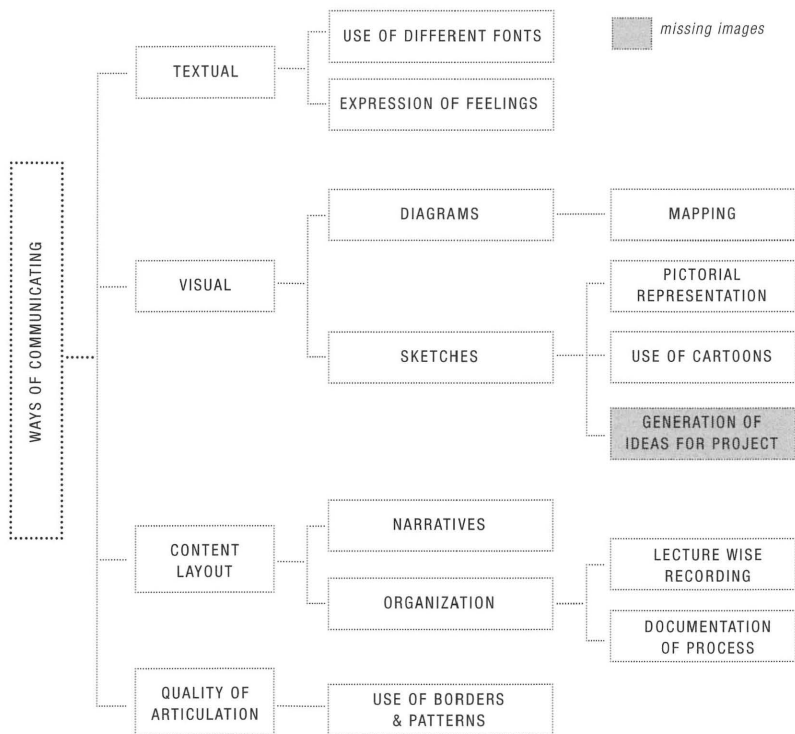 USE OF DIFFERENT FONTS
missing images
TEXTUAL
EXPRESSION OF FEELINGS
WAYS OF COMMUNICATING
DIAGRAMS
MAPPING
VISUAL
PICTORIAL
REPRESENTATION
SKETCHES
USE OF CARTOONS
GENERATION OF
IDEAS FOR PROJECT
NARRATIVES
CONTENT
LAYOUT
LECTURE WISE
RECORDING
ORGANIZATION
DOCUMENTATION
OF PROCESS
QUALITY OF
ARTICULATION
USE OF BORDERS
& PATTERNS